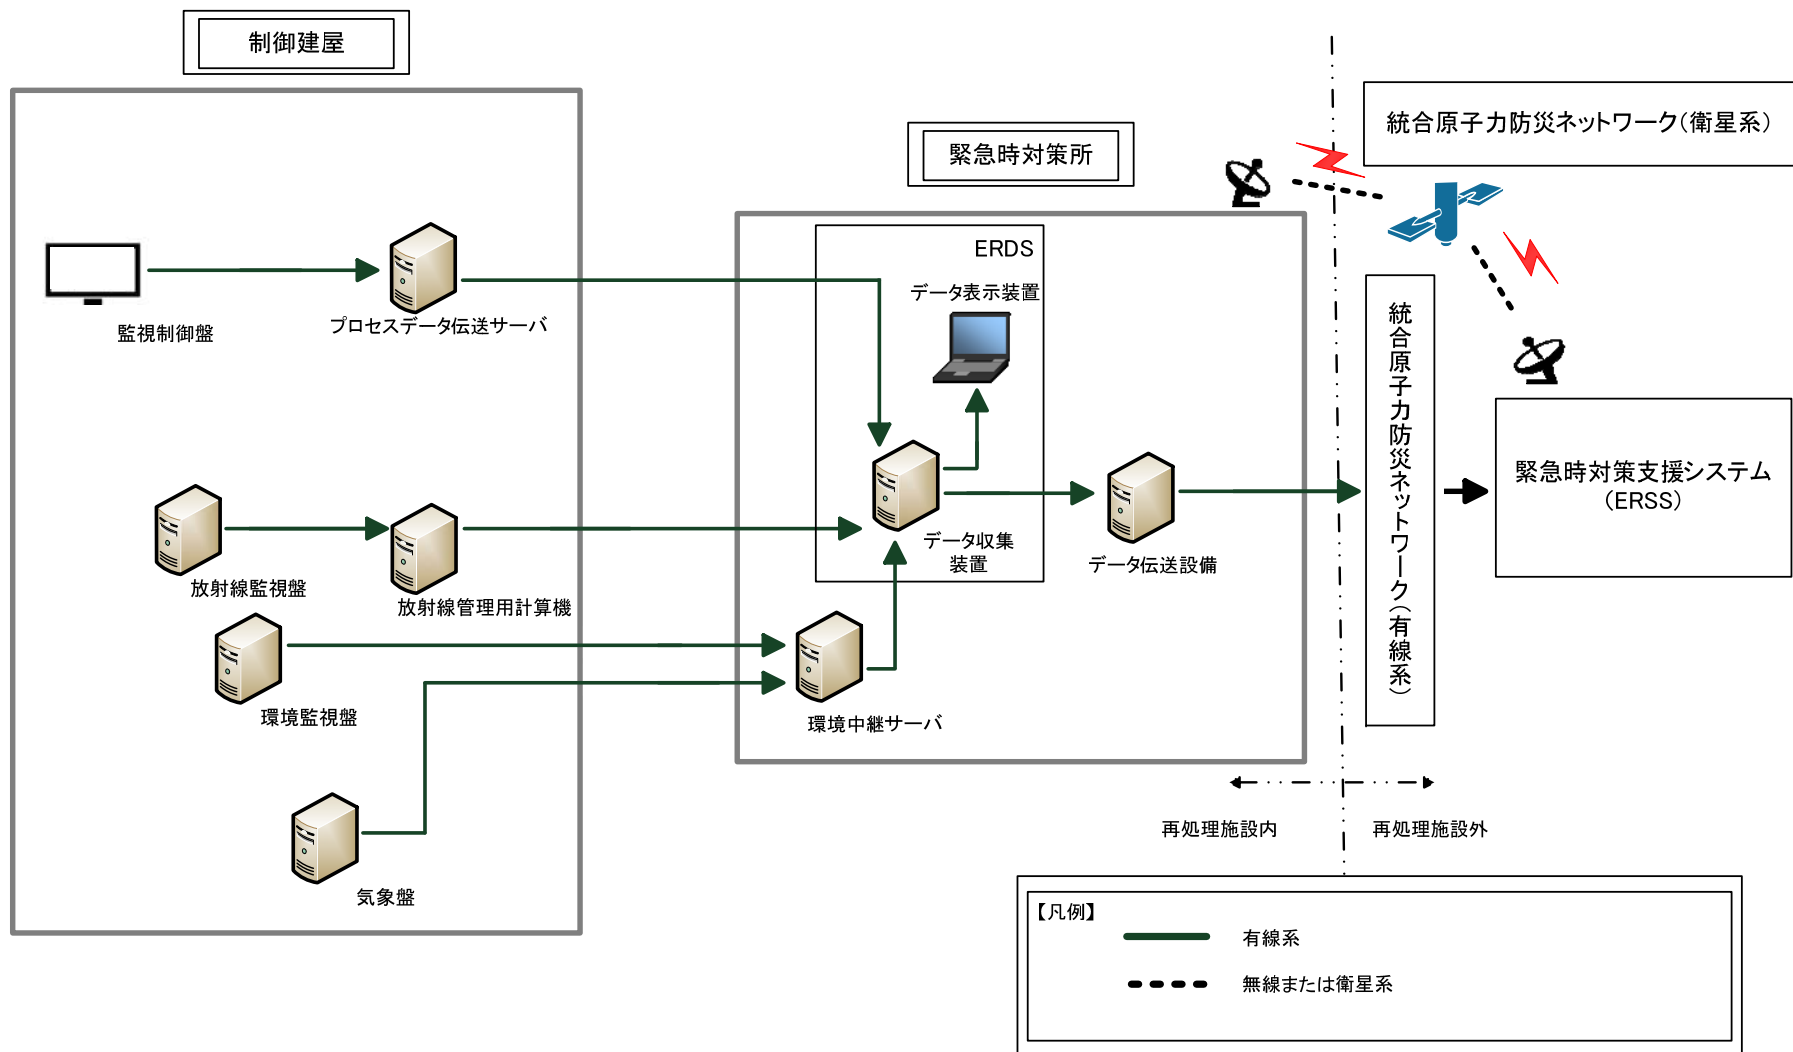 制御建屋
統合原子力防災ネットワーク(衛星系)
緊急時対策所
ERDS
データ表示装置
監視制御盤
プロセスデータ伝送サーバ
統合原子力防災ネットワーク(有線系)
緊急時対策支援システム
(ERSS)
データ収集
装置
データ伝送設備
放射線監視盤
放射線管理用計算機
環境監視盤
環境中継サーバ
再処理施設内
再処理施設外
気象盤
【凡例】
有線系
無線または衛星系